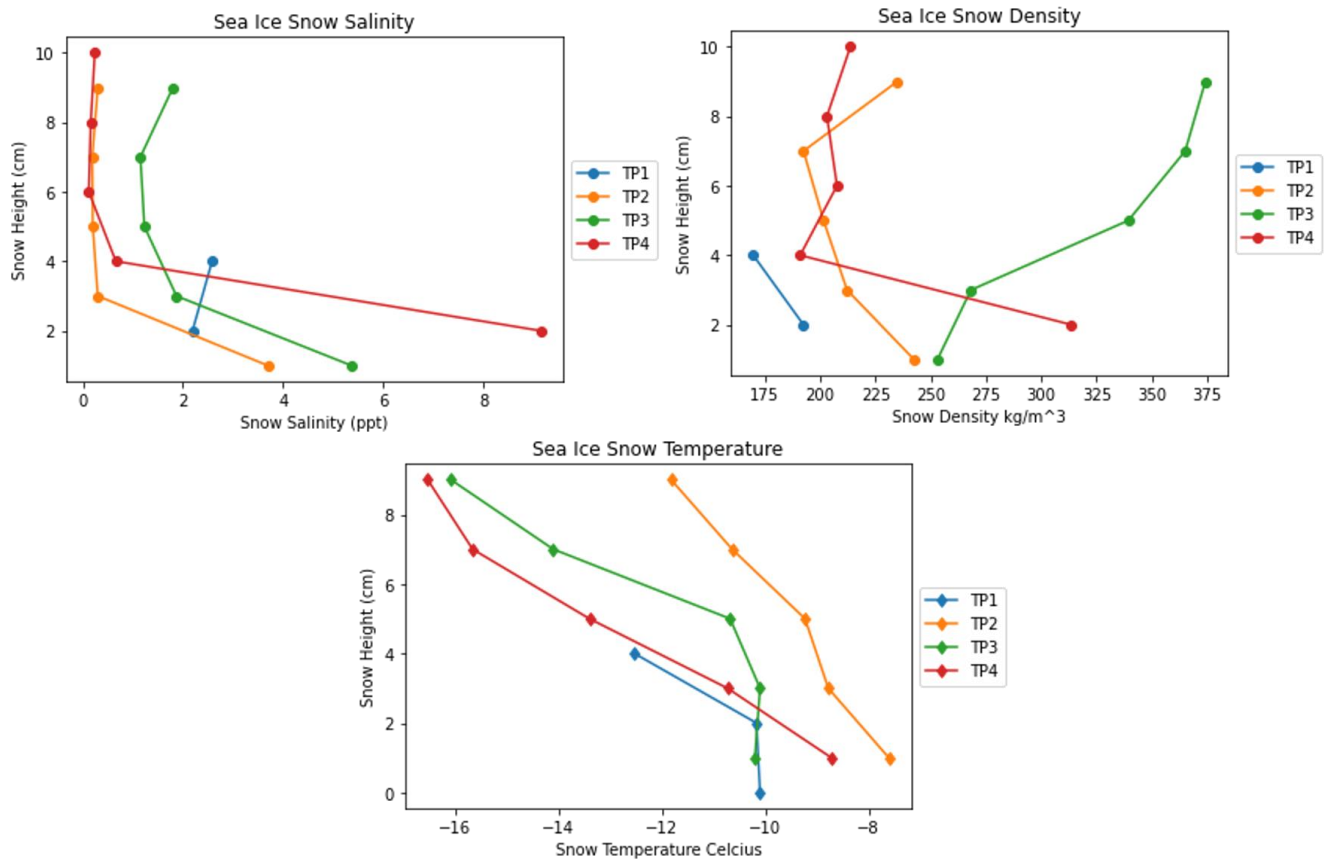 Sea Ice Snow Salinity
Snow Height (cm)
10
8
6
4
2
0 2 4 6 8
Snow Salinity (ppt)
TP1
TP2
TP3
TP4
Sea Ice Snow Density
Snow Height (cm)
10
8
6
4
2
175 200 225 250 275 300 325 350 375
Snow Density kg/m^3
TP1
TP2
TP3
TP4
Sea Ice Snow Temperature
Snow Height (cm)
8
6
4
2
0
−16 −14 −12 −10 −8
Snow Temperature Celcius
TP1
TP2
TP3
TP4